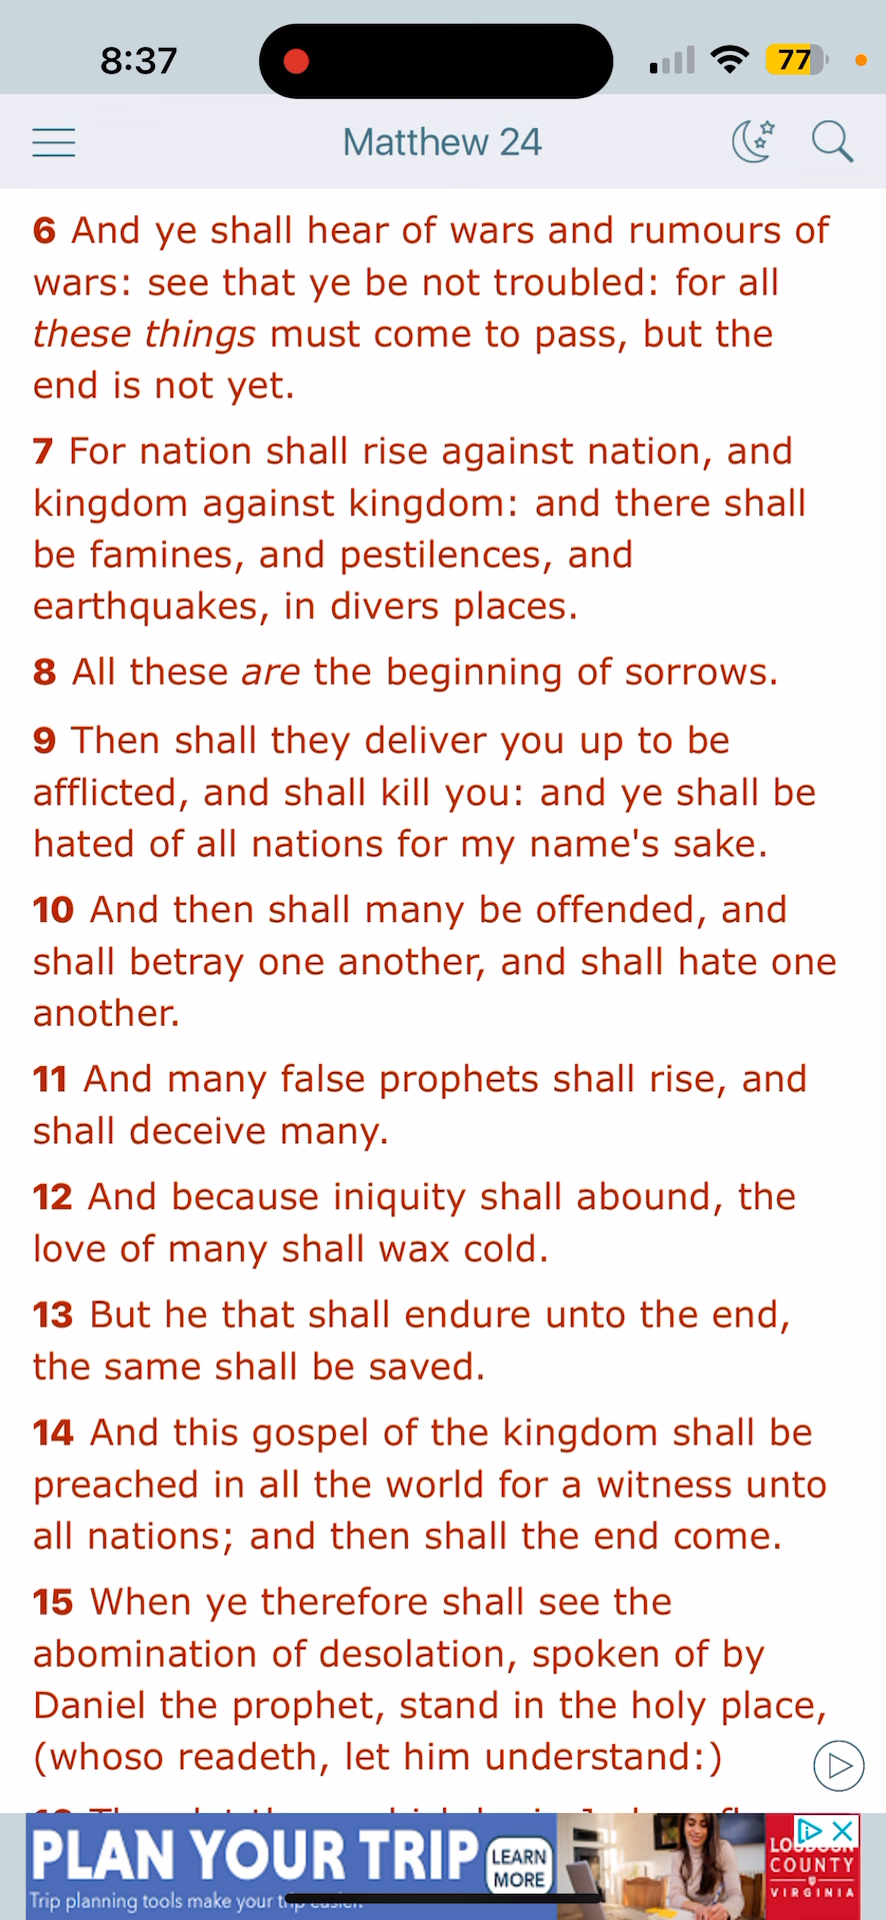 8:37
77
Matthew 24
6 And ye shall hear of wars and rumours of
wars: see that ye be not troubled: for all
these things must come to pass, but the
end is not yet.
7 For nation shall rise against nation, and
kingdom against kingdom: and there shall
be famines, and pestilences, and
earthquakes, in divers places.
8 All these are the beginning of sorrows.
9 Then shall they deliver you up to be
afflicted, and shall kill you: and ye shall be
hated of all nations for my name's sake.
10 And then shall many be offended, and
shall betray one another, and shall hate one
another.
11 And many false prophets shall rise, and
shall deceive many.
12 And because iniquity shall abound, the
love of many shall wax cold.
13 But he that shall endure unto the end,
the same shall be saved.
14 And this gospel of the kingdom shall be
preached in all the world for a witness unto
all nations; and then shall the end come.
15 When ye therefore shall see the
abomination of desolation, spoken of by
Daniel the prophet, stand in the holy place,
(whoso readeth, let him understand:)
PLAN YOUR TRIP
Trip planning tools make your
LEARN
MORE
COUNTY
VIRGINIA